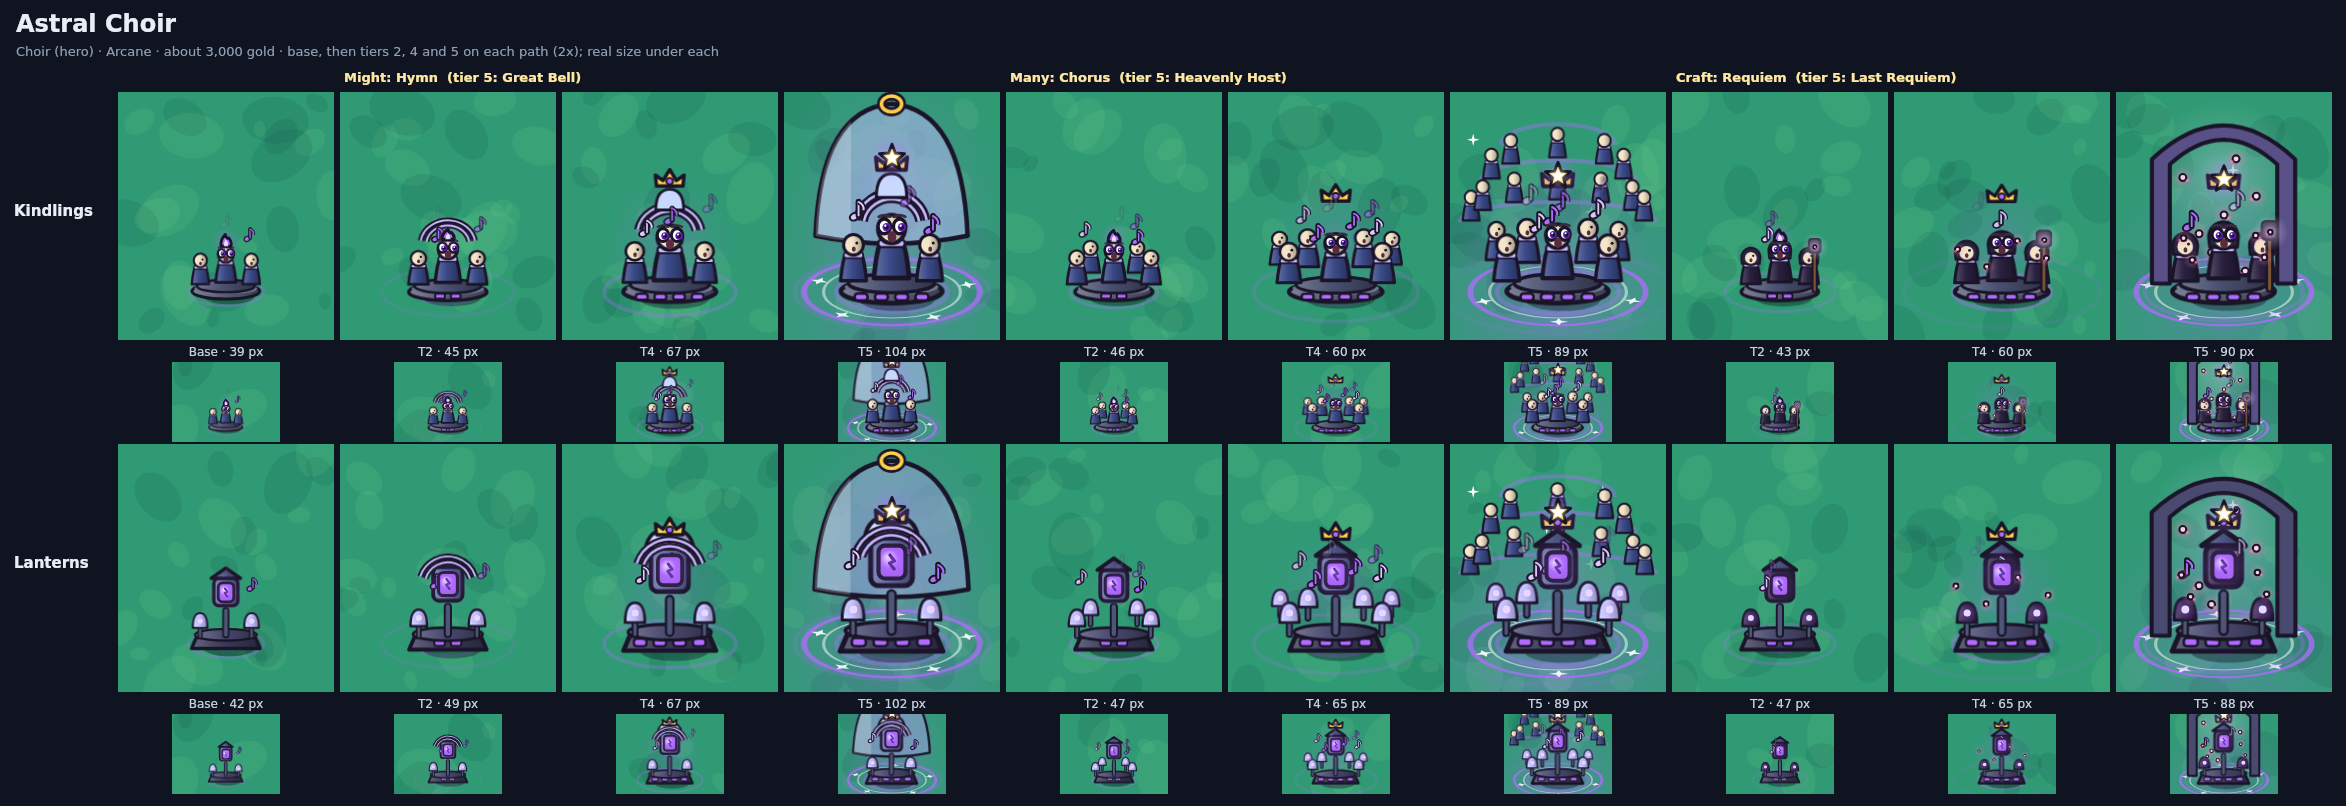 Astral Choir
Choir (hero) · Arcane · about 3,000 gold · base, then tiers 2, 4 and 5 on each path (2x); real size under each
Might: Hymn (tier 5: Great Bell)
Many: Chorus (tier 5: Heavenly Host)
Craft: Requiem (tier 5: Last Requiem)
Kindlings
Base · 39 px
T2 · 45 px
T4 · 67 px
T5 · 104 px
T2 · 46 px
T4 · 60 px
T5 · 89 px
T2 · 43 px
T4 · 60 px
T5 · 90 px
Lanterns
Base · 42 px
T2 · 49 px
T4 · 67 px
T5 · 102 px
T2 · 47 px
T4 · 65 px
T5 · 89 px
T2 · 47 px
T4 · 65 px
T5 · 88 px